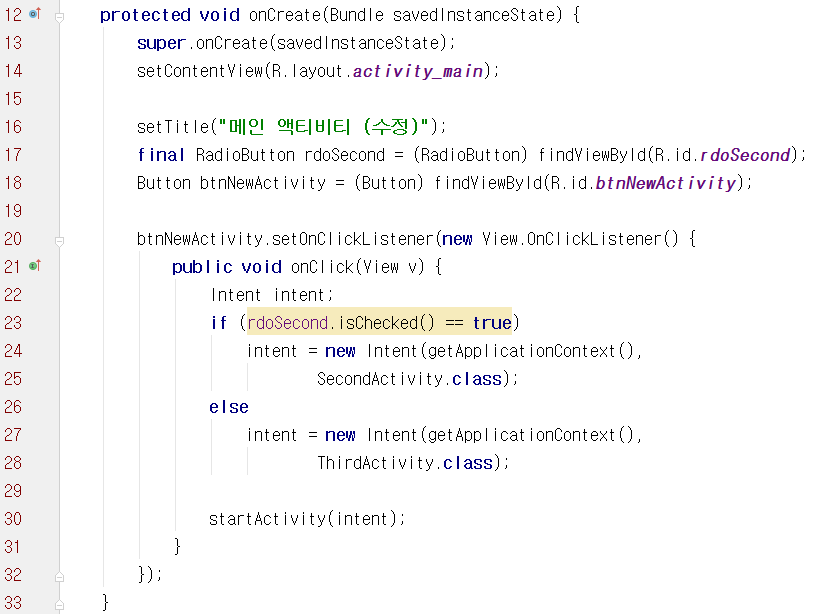 12 protected void onCreate(Bundle savedInstanceState) {
13 super.onCreate(savedInstanceState);
14 setContentView(R.layout.activity_main);
15
16 setTitle("메인 액티비티 (수정)");
17 final RadioButton rdoSecond = (RadioButton) findViewById(R.id.rdoSecond);
18 Button btnNewActivity = (Button) findViewById(R.id.btnNewActivity);
19
20 btnNewActivity.setOnClickListener(new View.OnClickListener() {
21 public void onClick(View v) {
22 Intent intent;
23 if (rdoSecond.isChecked() == true)
24 intent = new Intent(getApplicationContext(),
25 SecondActivity.class);
26 else
27 intent = new Intent(getApplicationContext(),
28 ThirdActivity.class);
29
30 startActivity(intent);
31 }
32 });
33 }